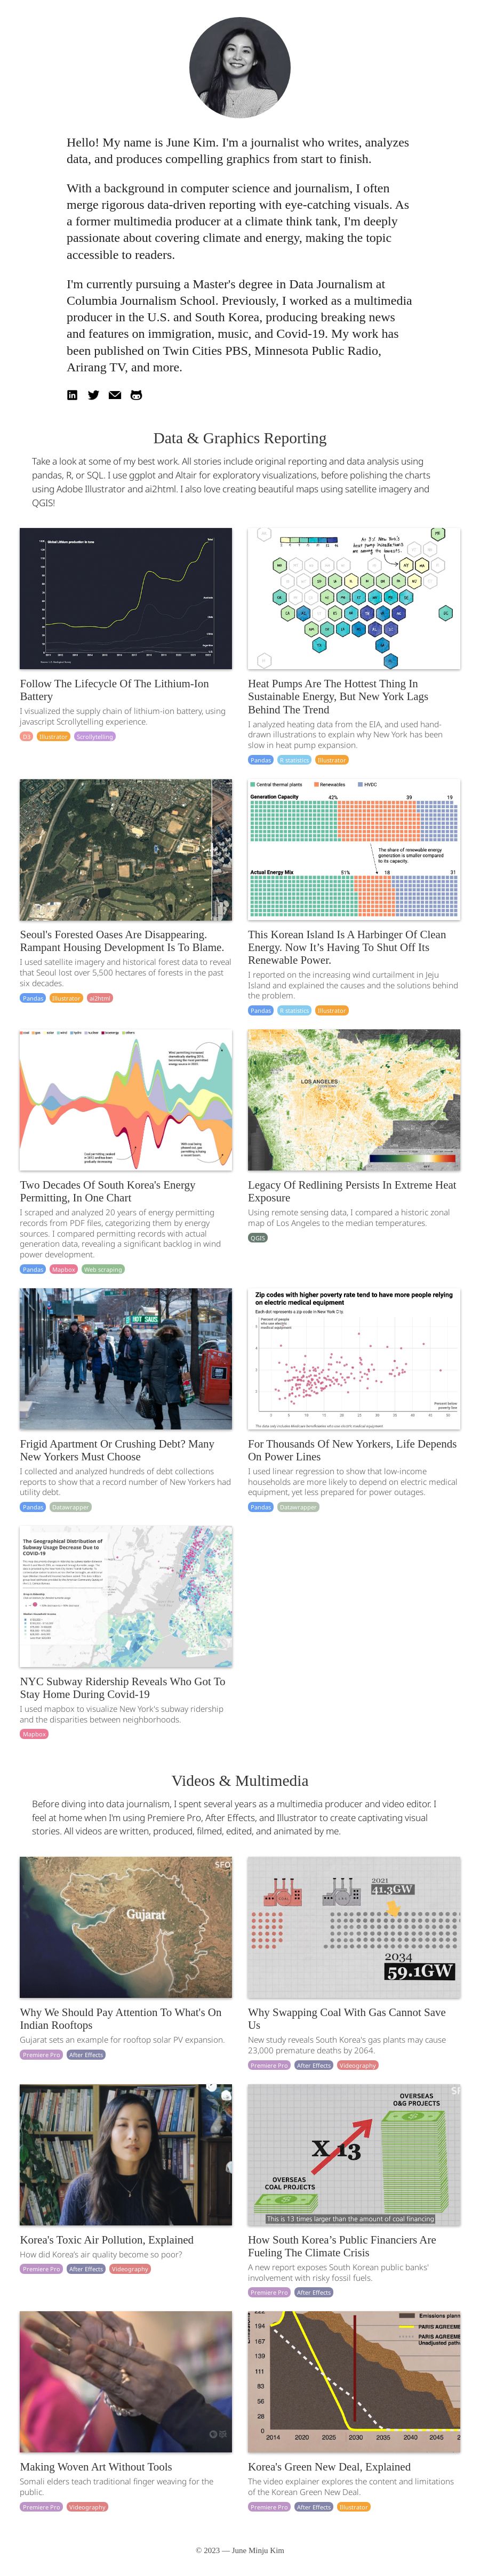 Hello! My name is June Kim. I'm a journalist who writes, analyzes
data, and produces compelling graphics from start to finish.
With a background in computer science and journalism, I often
merge rigorous data-driven reporting with eye-catching visuals. As
a former multimedia producer at a climate think tank, I'm deeply
passionate about covering climate and energy, making the topic
accessible to readers.
I'm currently pursuing a Master's degree in Data Journalism at
Columbia Journalism School. Previously, I worked as a multimedia
producer in the U.S. and South Korea, producing breaking news
and features on immigration, music, and Covid-19. My work has
been published on Twin Cities PBS, Minnesota Public Radio,
Arirang TV, and more.
Data & Graphics Reporting
Take a look at some of my best work. All stories include original reporting and data analysis using
pandas, R, or SQL. I use ggplot and Altair for exploratory visualizations, before polishing the charts
using Adobe Illustrator and ai2html. I also love creating beautiful maps using satellite imagery and
QGIS!
Global Lithium production in tons
Follow The Lifecycle Of The Lithium-Ion
Battery
I visualized the supply chain of lithium-ion battery, using
javascript Scrollytelling experience.
D3 Illustrator Scrollytelling
Heat Pumps Are The Hottest Thing In
Sustainable Energy, But New York Lags
Behind The Trend
I analyzed heating data from the EIA, and used hand-
drawn illustrations to explain why New York has been
slow in heat pump expansion.
Pandas R statistics Illustrator
Seoul's Forested Oases Are Disappearing.
Rampant Housing Development Is To Blame.
I used satellite imagery and historical forest data to reveal
that Seoul lost over 5,500 hectares of forests in the past
six decades.
Pandas Illustrator ai2html
Central thermal plants Renewables HVEC
Generation Capacity 42% 39 19
The share of renewable energy
generation is smaller compared
to its capacity.
Actual Energy Mix 51% 18 31
This Korean Island Is A Harbinger Of Clean
Energy. Now It’s Having To Shut Off Its
Renewable Power.
I reported on the increasing wind curtailment in Jeju
Island and explained the causes and the solutions behind
the problem.
Pandas R statistics Illustrator
Two Decades Of South Korea's Energy
Permitting, In One Chart
I scraped and analyzed 20 years of energy permitting
records from PDF files, categorizing them by energy
sources. I compared permitting records with actual
generation data, revealing a significant backlog in wind
power development.
Pandas Mapbox Web scraping
LOS ANGELES
Legacy Of Redlining Persists In Extreme Heat
Exposure
Using remote sensing data, I compared a historic zonal
map of Los Angeles to the median temperatures.
QGIS
Frigid Apartment Or Crushing Debt? Many
New Yorkers Must Choose
I collected and analyzed hundreds of debt collections
reports to show that a record number of New Yorkers had
utility debt.
Pandas Datawrapper
Zip codes with higher poverty rate tend to have more people relying
on electric medical equipment
Each dot represents a zip code in New York City.
Percent of people
who use electric
medical equipment
Percent below
poverty line
For Thousands Of New Yorkers, Life Depends
On Power Lines
I used linear regression to show that low-income
households are more likely to depend on electric medical
equipment, yet less prepared for power outages.
Pandas Datawrapper
The Geographical Distribution of
Subway Usage Decrease Due to
COVID-19
NYC Subway Ridership Reveals Who Got To
Stay Home During Covid-19
I used mapbox to visualize New York's subway ridership
and the disparities between neighborhoods.
Mapbox
Videos & Multimedia
Before diving into data journalism, I spent several years as a multimedia producer and video editor. I
feel at home when I'm using Premiere Pro, After Effects, and Illustrator to create captivating visual
stories. All videos are written, produced, filmed, edited, and animated by me.
SFO
Gujarat
Why We Should Pay Attention To What's On
Indian Rooftops
Gujarat sets an example for rooftop solar PV expansion.
Premiere Pro After Effects
2021
41.3GW
2034
59.1GW
Why Swapping Coal With Gas Cannot Save
Us
New study reveals South Korea's gas plants may cause
23,000 premature deaths by 2064.
Premiere Pro After Effects Videography
Korea's Toxic Air Pollution, Explained
How did Korea's air quality become so poor?
Premiere Pro After Effects Videography
OVERSEAS
O&G PROJECTS
X 13
OVERSEAS
COAL PROJECTS
This is 13 times larger than the amount of coal financing
How South Korea’s Public Financiers Are
Fueling The Climate Crisis
A new report exposes South Korean public banks'
involvement with risky fossil fuels.
Premiere Pro After Effects
Making Woven Art Without Tools
Somali elders teach traditional finger weaving for the
public.
Premiere Pro Videography
222
194
167
139
111
83
56
28
0
2014 2020 2025 2030 2035 2040 2045
Emissions plann
PARIS AGREEME
PARIS AGREEME
Unadjusted path
Korea's Green New Deal, Explained
The video explainer explores the content and limitations
of the Korean Green New Deal.
Premiere Pro After Effects Illustrator
© 2023 — June Minju Kim